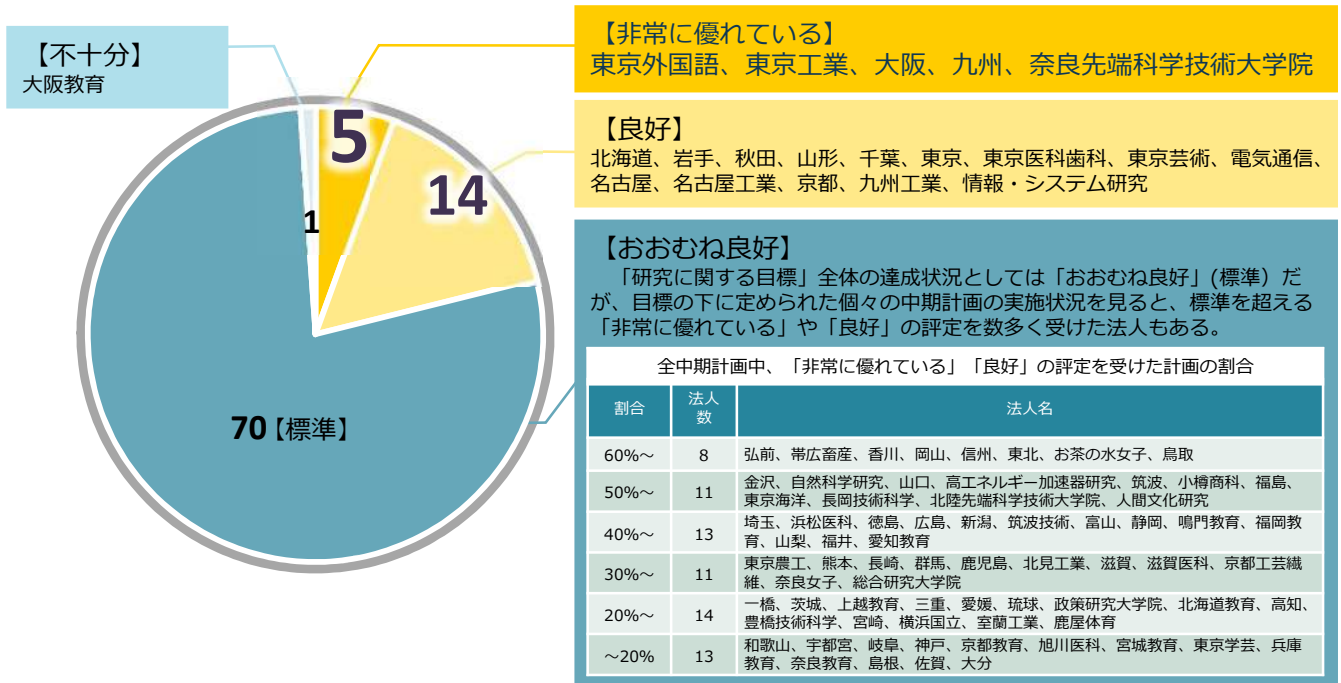 【不十分】
大阪教育
【非常に優れている】
東京外国語、東京工業、大阪、九州、奈良先端科学技術大学院
【良好】
北海道、岩手、秋田、山形、千葉、東京、東京医科歯科、東京芸術、電気通信、
名古屋、名古屋工業、京都、九州工業、情報・システム研究
5
14
1
70【標準】
【おおむね良好】
「研究に関する目標」全体の達成状況としては「おおむね良好」(標準）だ
が、目標の下に定められた個々の中期計画の実施状況を見ると、標準を超える
「非常に優れている」や「良好」の評定を数多く受けた法人もある。
全中期計画中、「非常に優れている」「良好」の評定を受けた計画の割合
割合 法人数 法人名
60%～ 8 弘前、帯広畜産、香川、岡山、信州、東北、お茶の水女子、鳥取
50%～ 11 金沢、自然科学研究、山口、高エネルギー加速器研究、筑波、小樽商科、福島、
東京海洋、長岡技術科学、北陸先端科学技術大学院、人間文化研究
40%～ 13 埼玉、浜松医科、徳島、広島、新潟、筑波技術、富山、静岡、鳴門教育、福岡教
育、山梨、福井、愛知教育
30%～ 11 東京農工、熊本、長崎、群馬、鹿児島、北見工業、滋賀、滋賀医科、京都工芸繊
維、奈良女子、総合研究大学院
20%～ 14 一橋、茨城、上越教育、三重、愛媛、琉球、政策研究大学院、北海道教育、高知、
豊橋技術科学、宮崎、横浜国立、室蘭工業、鹿屋体育
～20% 13 和歌山、宇都宮、岐阜、神戸、京都教育、旭川医科、宮城教育、東京学芸、兵庫
教育、奈良教育、島根、佐賀、大分